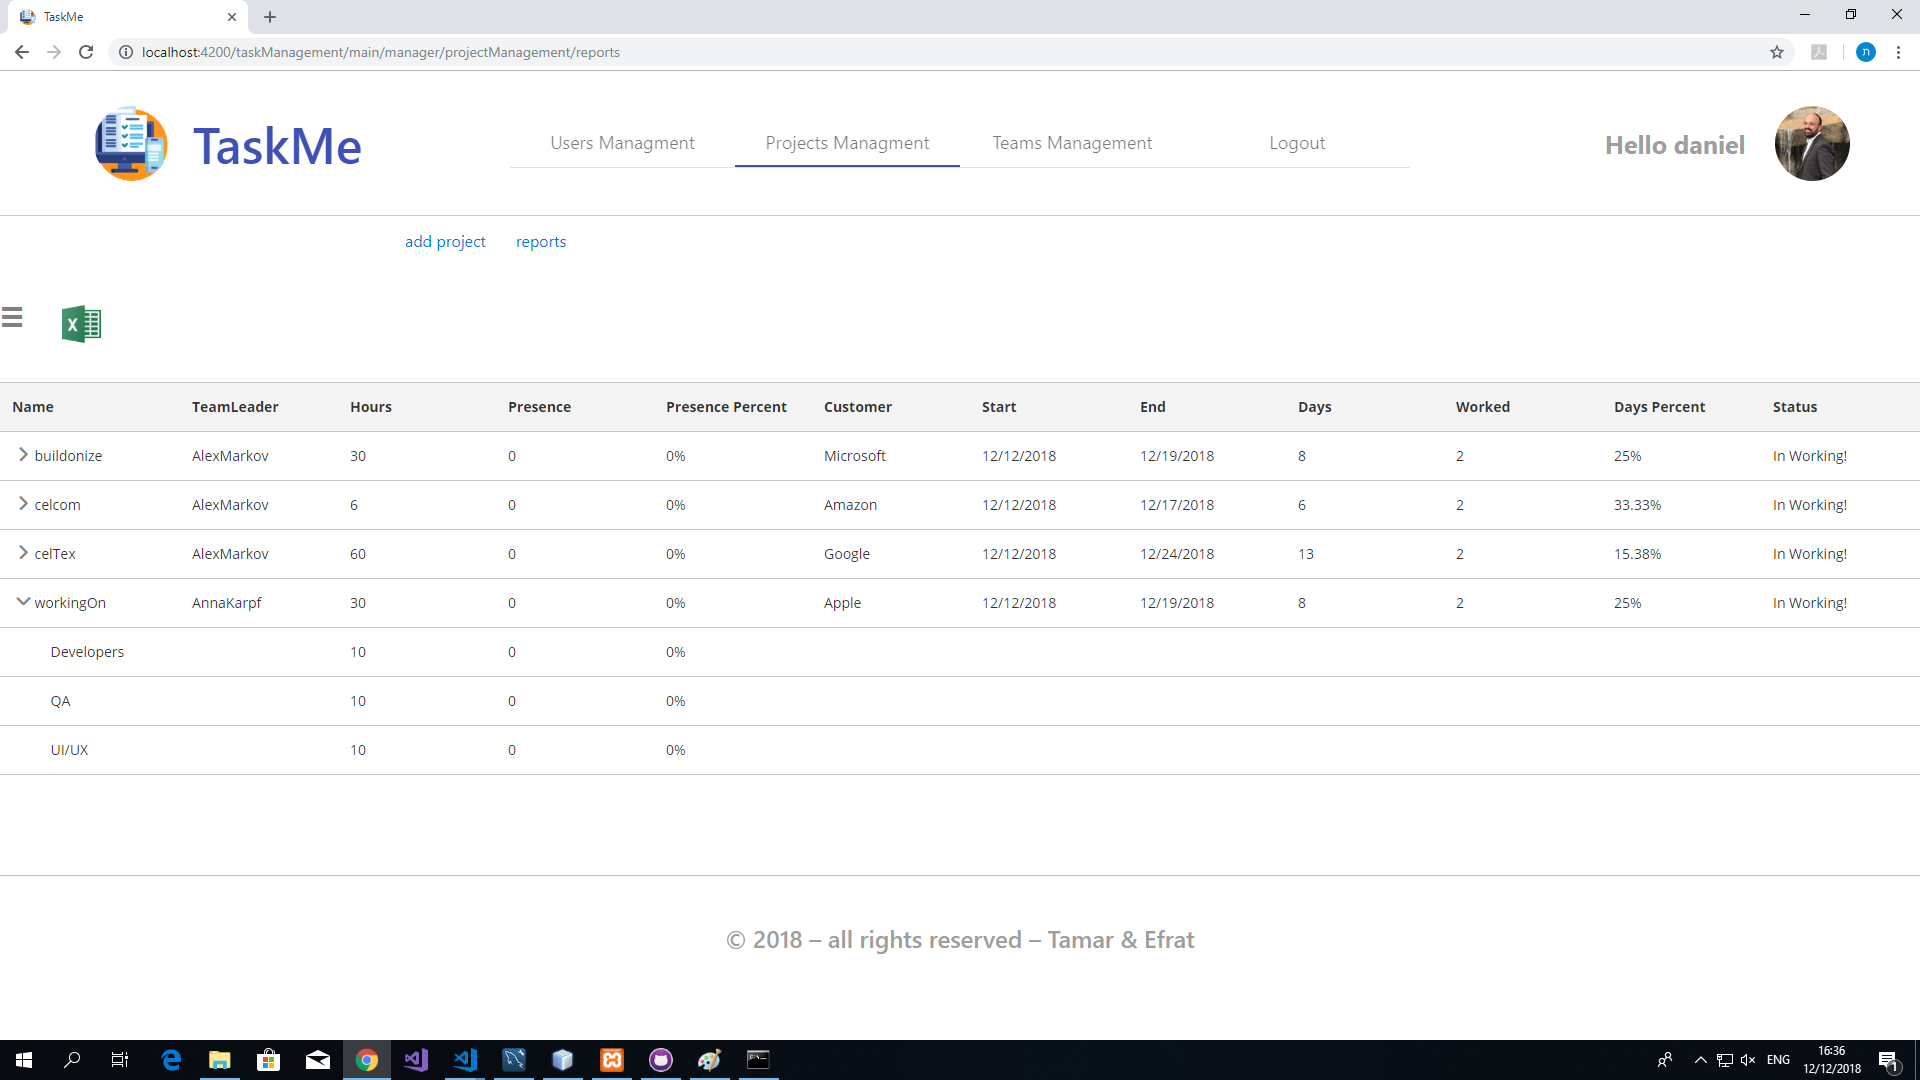 TaskMe
localhost:4200/taskManagement/main/manager/projectManagement/reports
ח
TaskMe
Users Managment Projects Managment Teams Management Logout
Hello daniel
add project reports
X
Name TeamLeader Hours Presence Presence Percent Customer Start End Days Worked Days Percent Status
buildonize AlexMarkov 30 0 0% Microsoft 12/12/2018 12/19/2018 8 2 25% In Working!
celcom AlexMarkov 6 0 0% Amazon 12/12/2018 12/17/2018 6 2 33.33% In Working!
celTex AlexMarkov 60 0 0% Google 12/12/2018 12/24/2018 13 2 15.38% In Working!
workingOn AnnaKarpf 30 0 0% Apple 12/12/2018 12/19/2018 8 2 25% In Working!
Developers 10 0 0%
QA 10 0 0%
UI/UX 10 0 0%
© 2018 – all rights reserved – Tamar & Efrat
ENG
16:36
12/12/2018
1